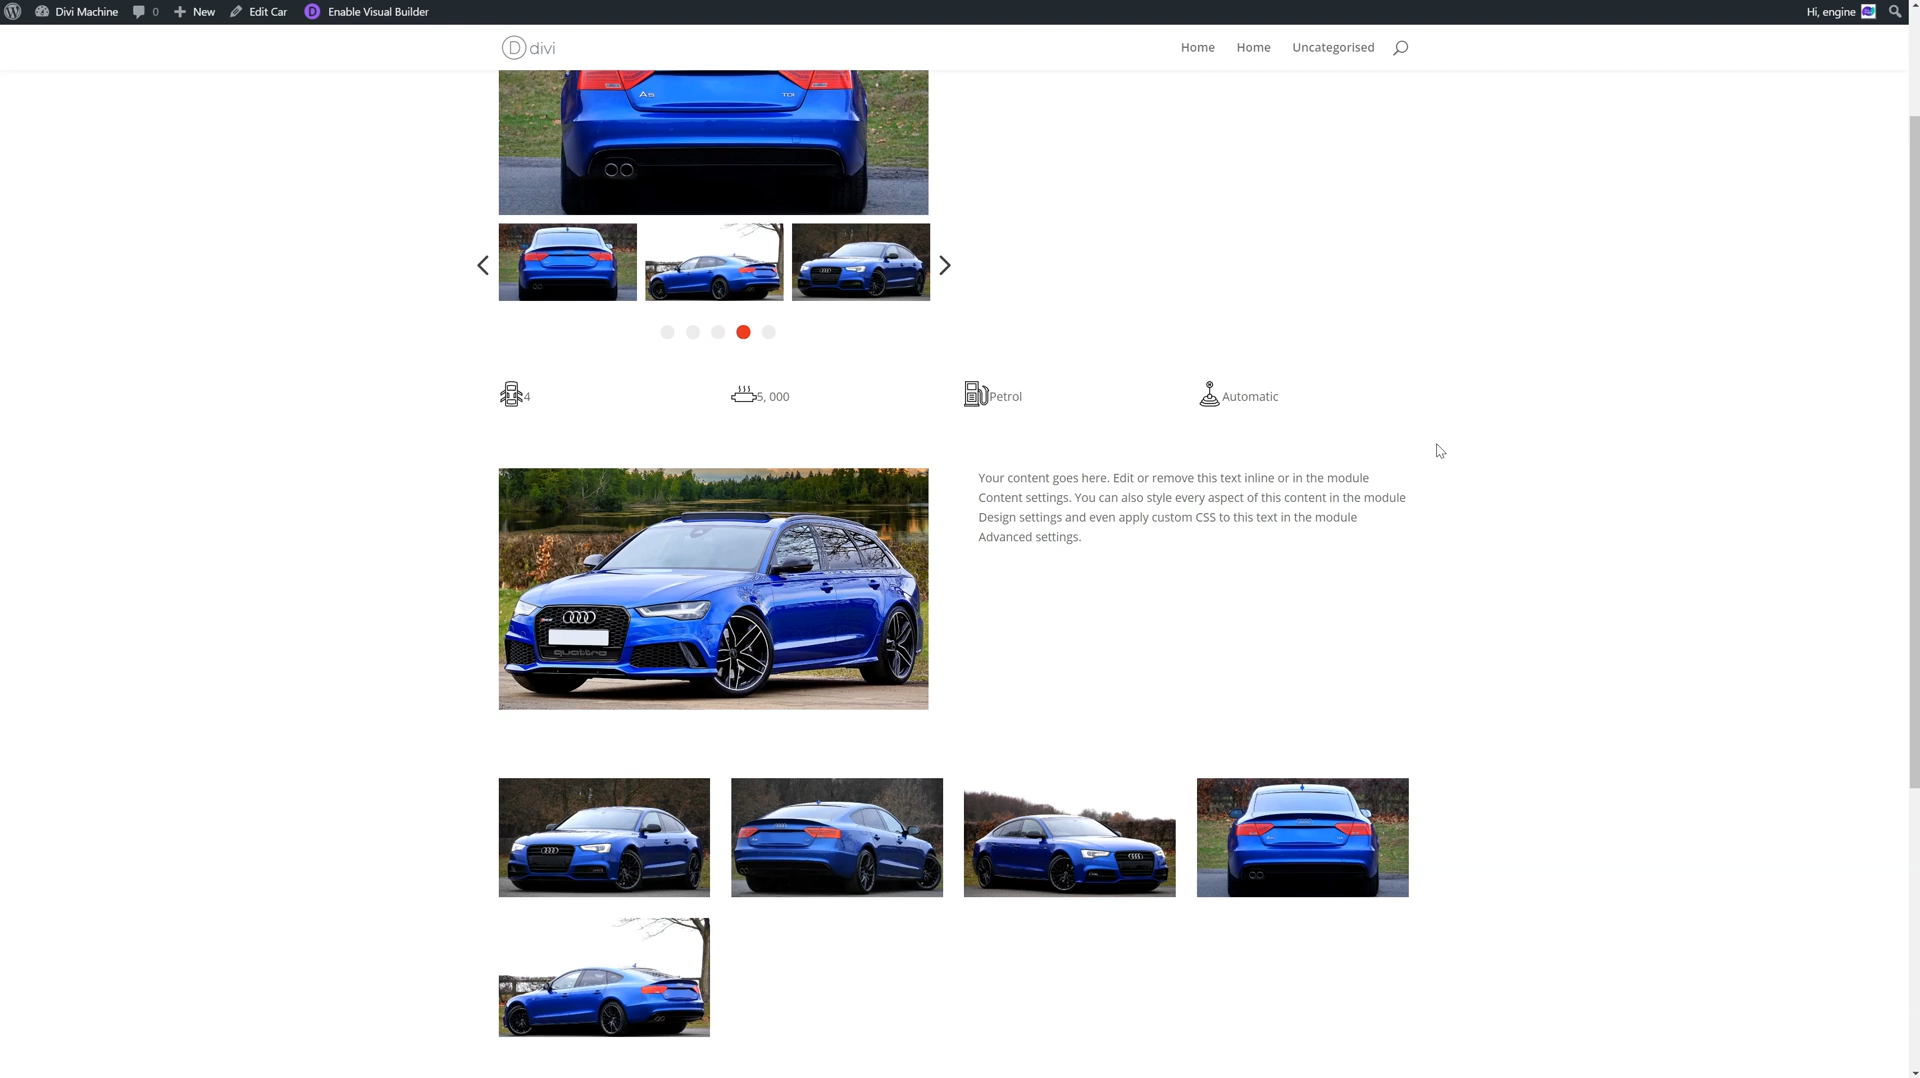 Divi Machine 0 New Edit Car D Enable Visual Builder Hi, engine
D divi Home Home Uncategorised
A5 TDI
4 5, 000 Petrol Automatic
Your content goes here. Edit or remove this text inline or in the module
Content settings. You can also style every aspect of this content in the module
Design settings and even apply custom CSS to this text in the module
Advanced settings.
quattro